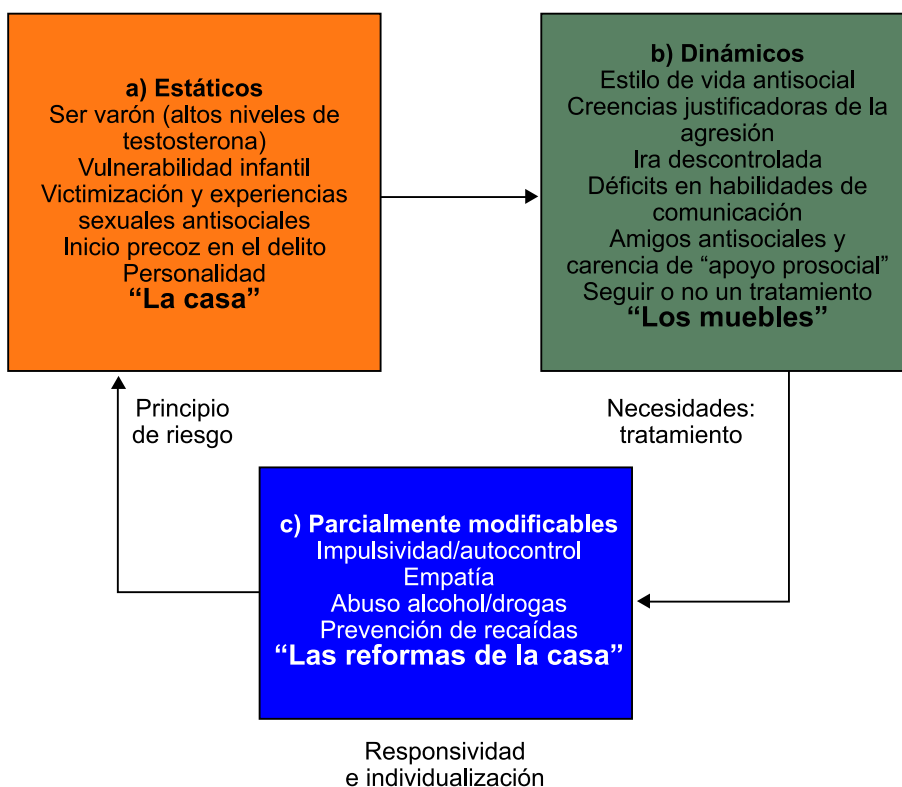 a) Estáticos
Ser varón (altos niveles de
testosterona)
Vulnerabilidad infantil
Victimización y experiencias
sexuales antisociales
Inicio precoz en el delito
Personalidad
“La casa”
b) Dinámicos
Estilo de vida antisocial
Creencias justificadoras de la
agresión
Ira descontrolada
Déficits en habilidades de
comunicación
Amigos antisociales y
carencia de “apoyo prosocial”
Seguir o no un tratamiento
“Los muebles”
Principio
de riesgo
Necesidades:
tratamiento
c) Parcialmente modificables
Impulsividad/autocontrol
Empatía
Abuso alcohol/drogas
Prevención de recaídas
“Las reformas de la casa”
Responsividad
e individualización